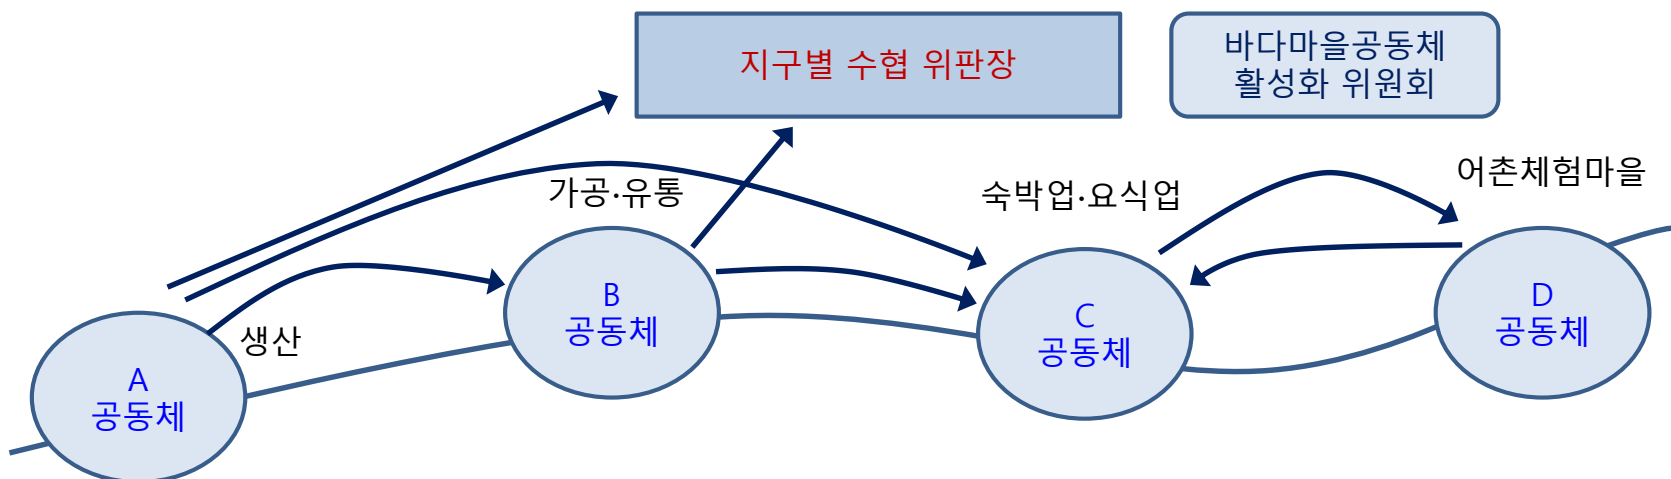 지구별 수협 위판장
바다마을공동체
활성화 위원회
가공·유통
숙박업·요식업
어촌체험마을
생산
A
공동체
B
공동체
C
공동체
D
공동체